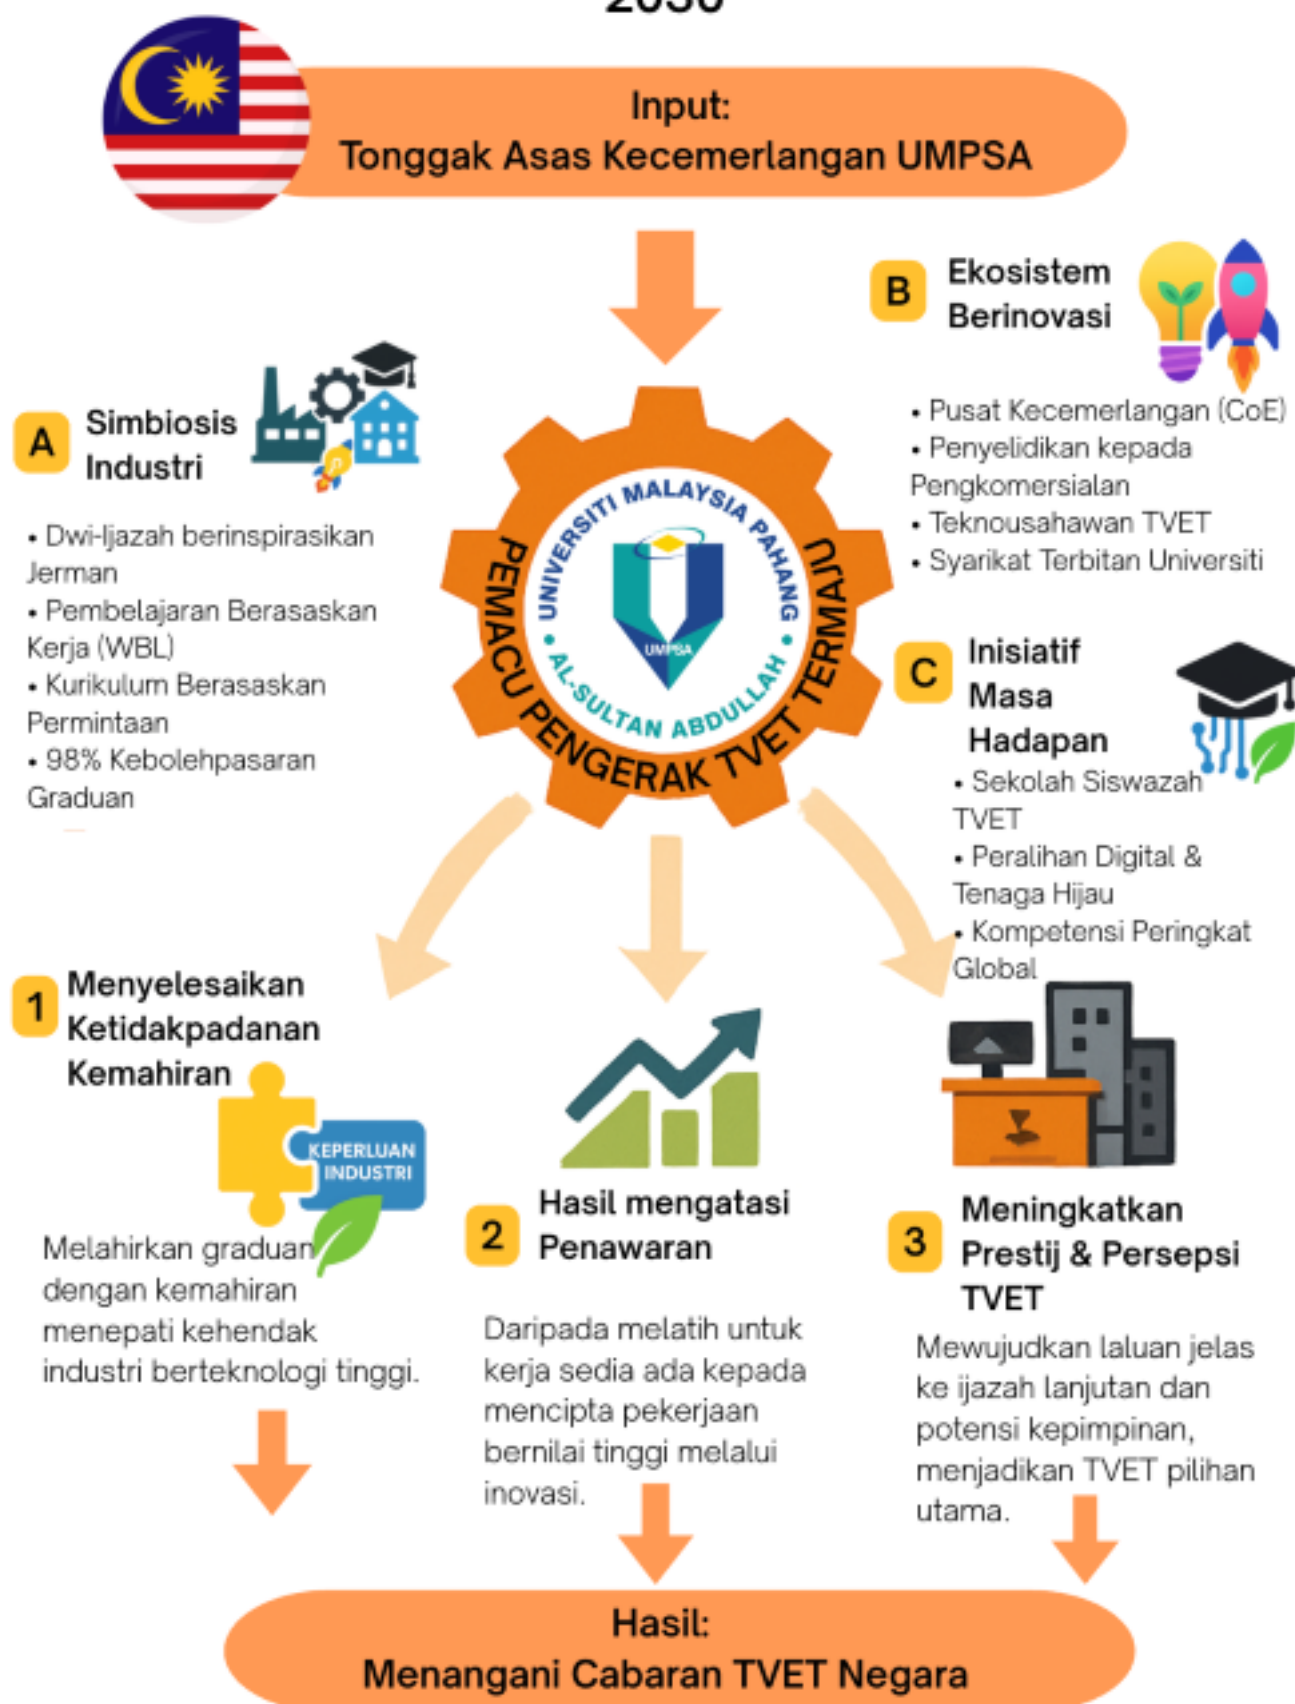 2030
Input:
Tonggak Asas Kecemerlangan UMPSA
A
Simbiosis
Industri
• Dwi-Ijazah berinspirasikan
Jerman
• Pembelajaran Berasaskan
Kerja (WBL)
• Kurikulum Berasaskan
Permintaan
• 98% Kebolehpasaran
Graduan
B
Ekosistem
Berinovasi
• Pusat Kecemerlangan (CoE)
• Penyelidikan kepada
Pengkomersialan
• Teknousahawan TVET
• Syarikat Terbitan Universiti
UNIVERSITI MALAYSIA PAHANG
• AL-SULTAN ABDULLAH •
UMPSA
PEMACU PENGERAK TVET TERMAJU
C
Inisiatif
Masa
Hadapan
• Sekolah Siswazah
TVET
• Peralihan Digital &
Tenaga Hijau
• Kompetensi Peringkat
Global
1
Menyelesaikan
Ketidakpadanan
Kemahiran
KEPERLUAN
INDUSTRI
Melahirkan graduan
dengan kemahiran
menepati kehendak
industri berteknologi tinggi.
2
Hasil mengatasi
Penawaran
Daripada melatih untuk
kerja sedia ada kepada
mencipta pekerjaan
bernilai tinggi melalui
inovasi.
3
Meningkatkan
Prestij & Persepsi
TVET
Mewujudkan laluan jelas
ke ijazah lanjutan dan
potensi kepimpinan,
menjadikan TVET pilihan
utama.
Hasil:
Menangani Cabaran TVET Negara